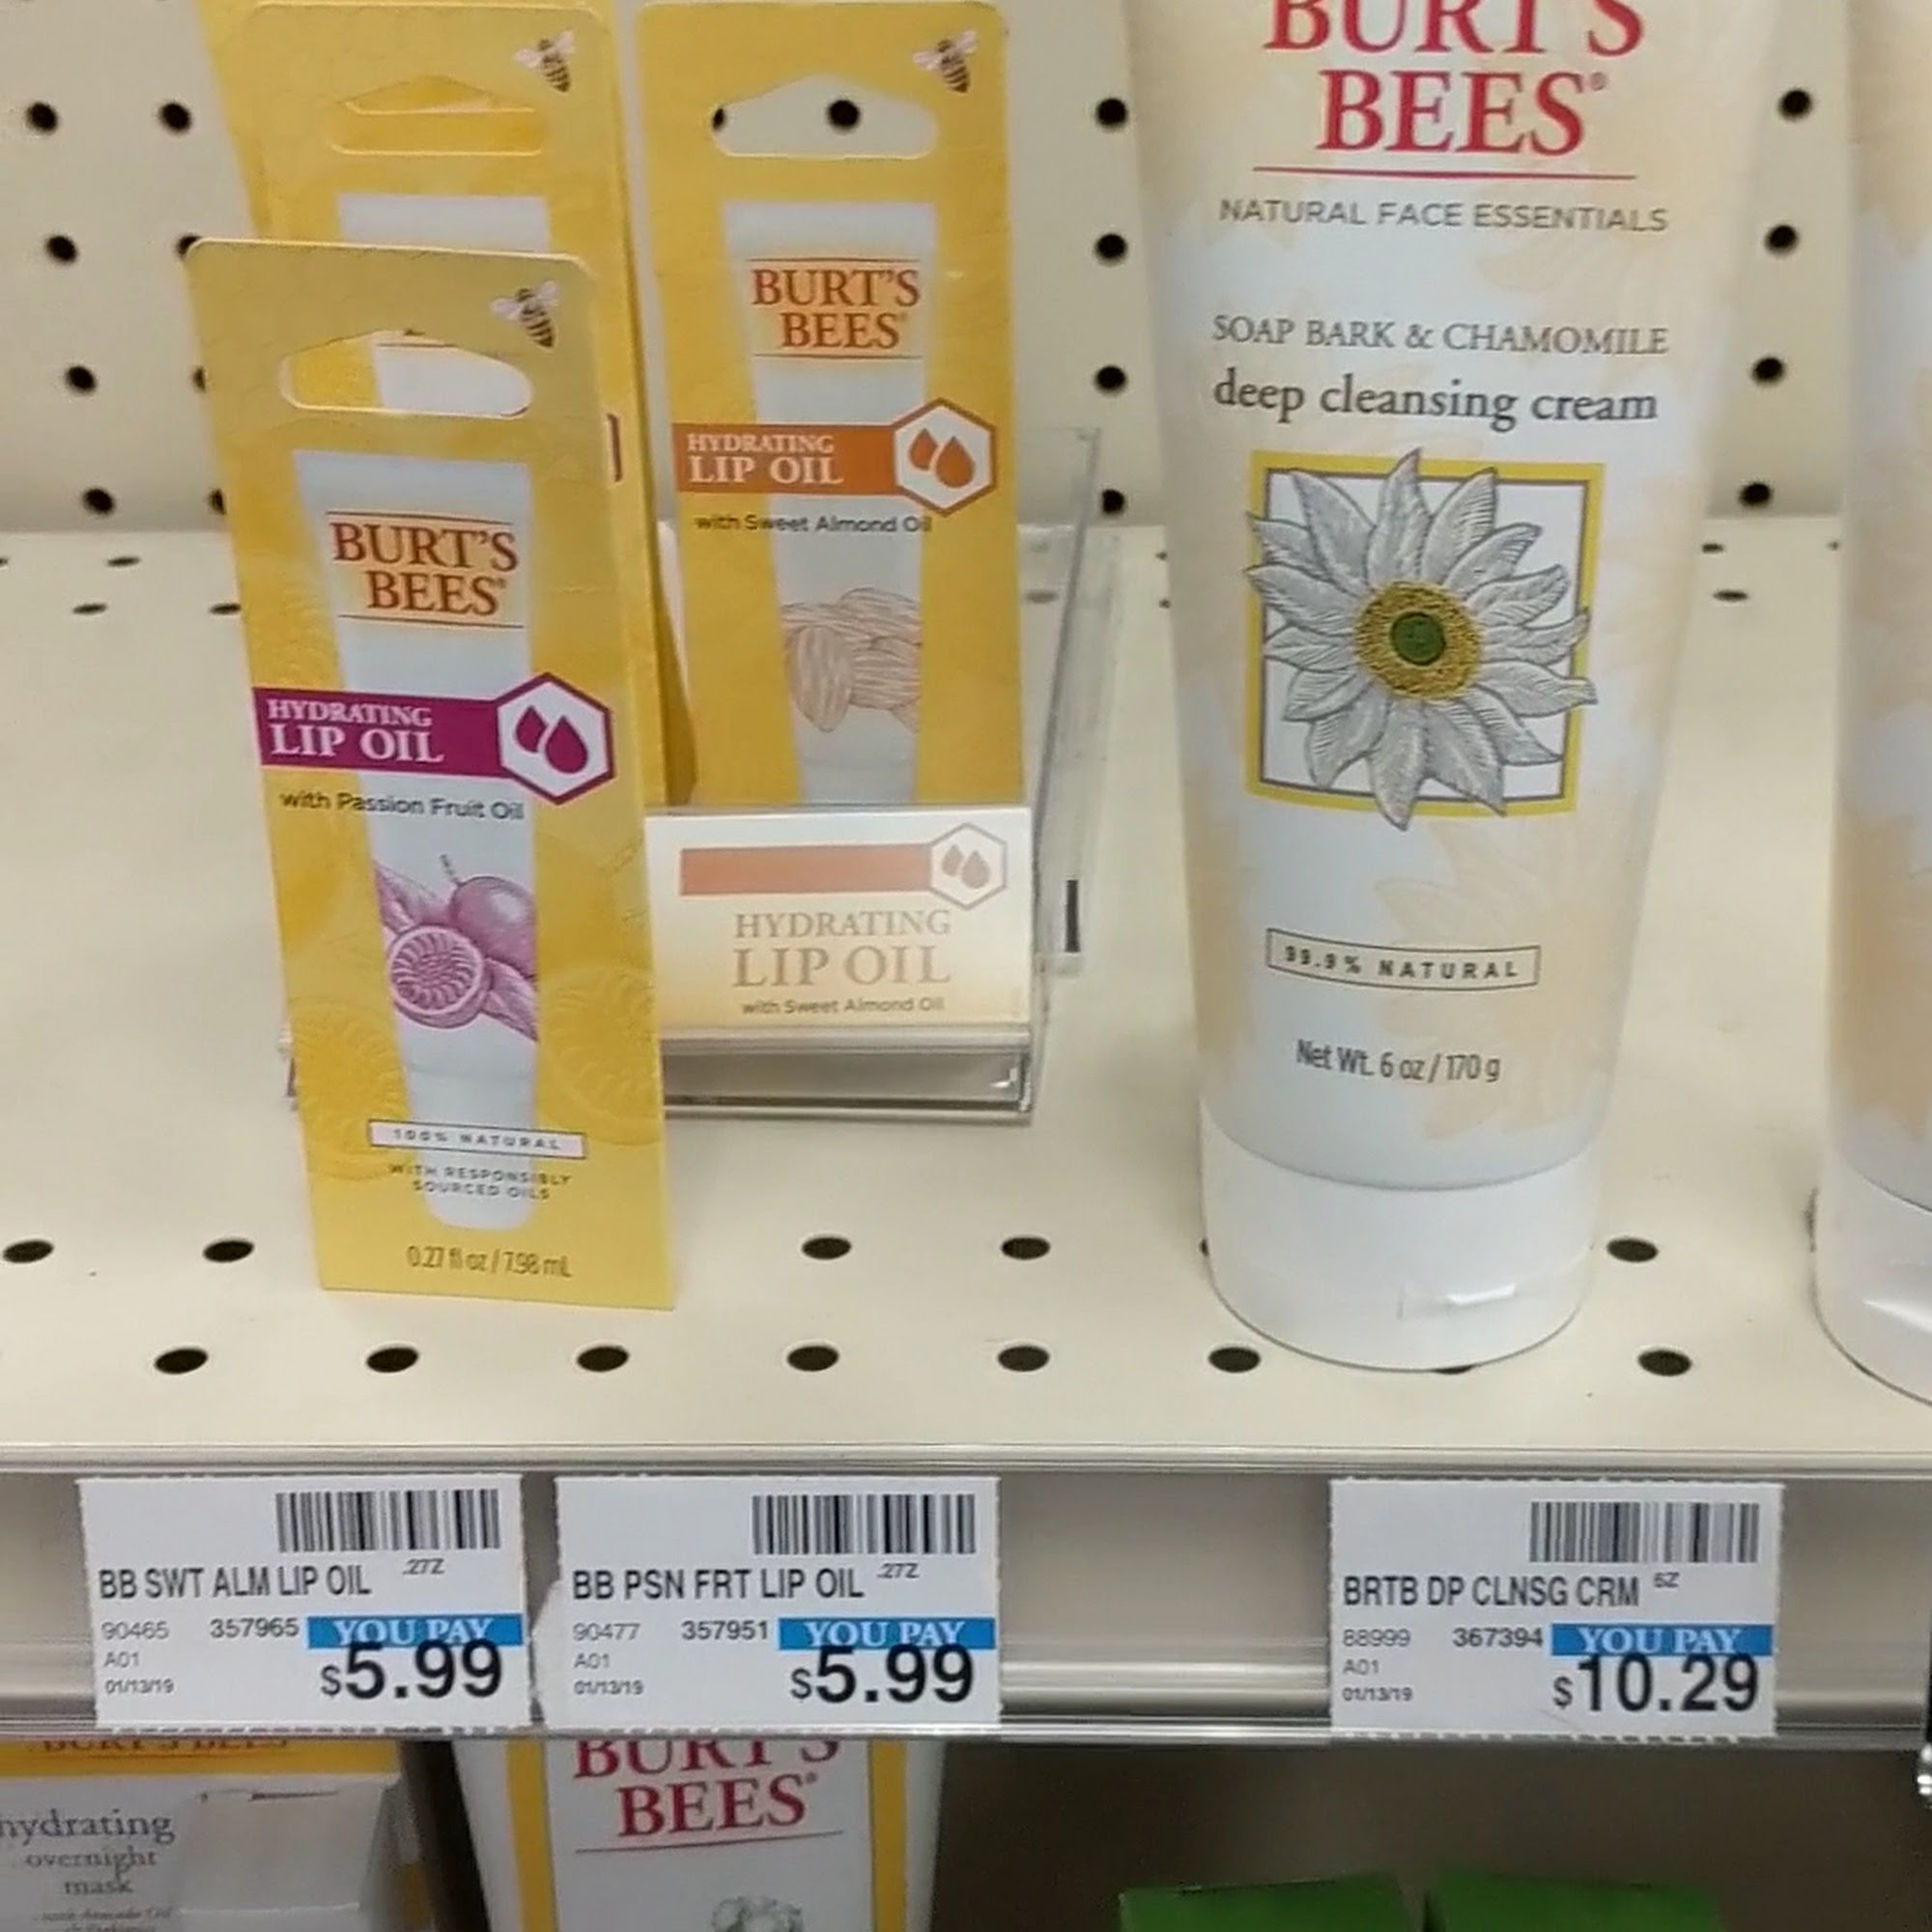 BURT'S
BEES
HYDRATING
LIP OIL
with Passion Fruit Oil
100% NATURAL
WITH RESPONSIBLY
SOURCED OILS
0.27 fl oz / 7.98 mL
BURT'S
BEES
HYDRATING
LIP OIL
with Sweet Almond Oil
HYDRATING
LIP OIL
with Sweet Almond Oil
BURT'S
BEES®
NATURAL FACE ESSENTIALS
SOAP BARK & CHAMOMILE
deep cleansing cream
99.9% NATURAL
Net Wt. 6 oz / 170 g
BB SWT ALM LIP OIL .27Z
90465 357965 YOU PAY
A01
01/13/19 $5.99
BB PSN FRT LIP OIL .27Z
90477 357951 YOU PAY
A01
01/13/19 $5.99
BRTB DP CLNSG CRM 6Z
88999 367394 YOU PAY
A01
01/13/19 $10.29
BURT'S BEES
hydrating
overnight
mask
BURT'S
BEES®